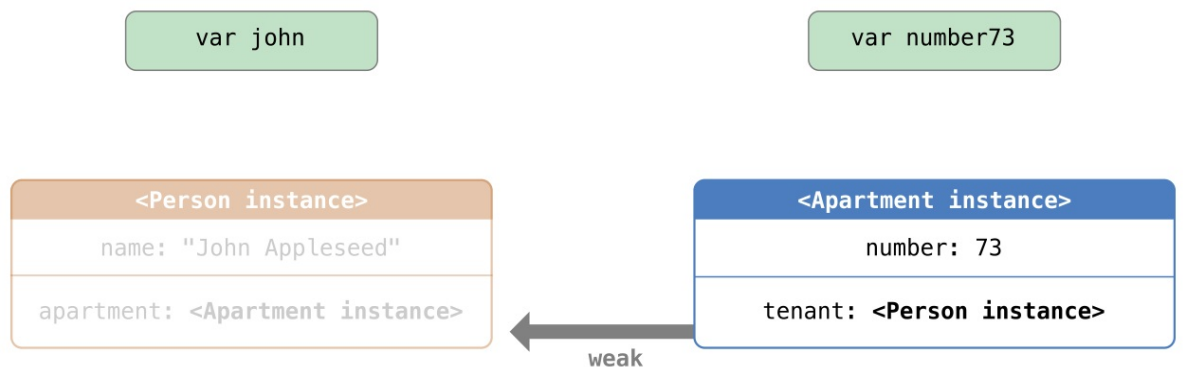 var john
var number73
<Person instance>
name: "John Appleseed"
apartment: <Apartment instance>
<Apartment instance>
number: 73
tenant: <Person instance>
weak